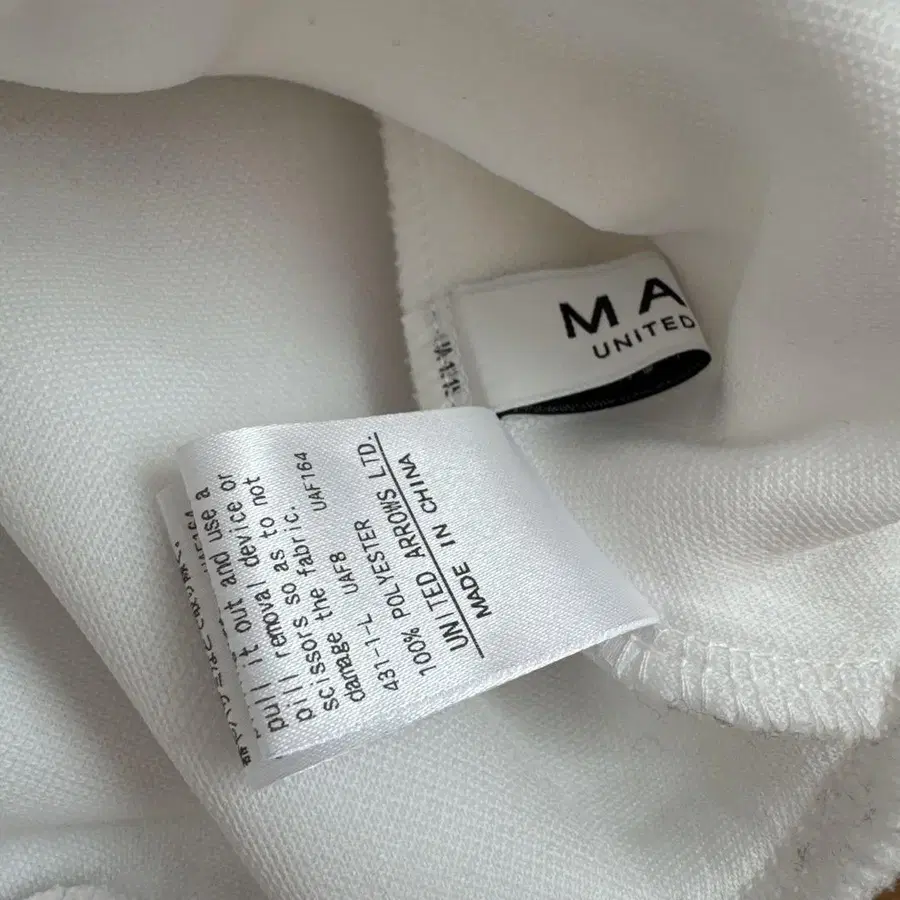 MA
UNITED
pull it out and use a
pill removal device or
scissors so as to not
damage the fabric.
UAF8 UAF164
431-1-L
100% POLYESTER
UNITED ARROWS LTD.
MADE IN CHINA